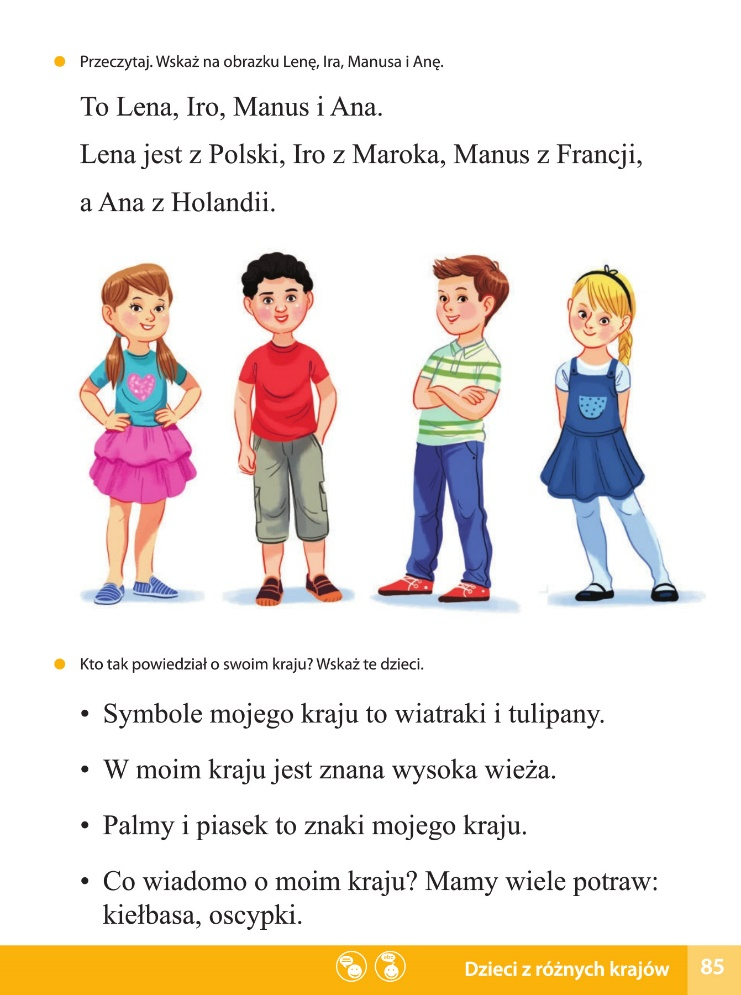 Przeczytaj. Wskaż na obrazku Lenę, Ira, Manusa i Anę.
To Lena, Iro, Manus i Ana.
Lena jest z Polski, Iro z Maroka, Manus z Francji,
a Ana z Holandii.
Kto tak powiedział o swoim kraju? Wskaż te dzieci.
• Symbole mojego kraju to wiatraki i tulipany.
• W moim kraju jest znana wysoka wieża.
• Palmy i piasek to znaki mojego kraju.
• Co wiadomo o moim kraju? Mamy wiele potraw:
kiełbasa, oscypki.
Dzieci z różnych krajów 85